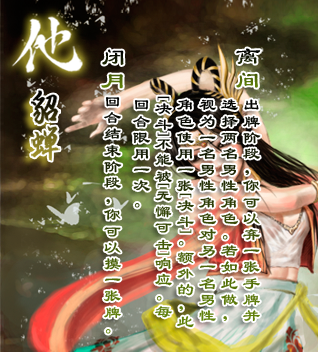 他
貂蝉
离间
出牌阶段，你可以弃一张手牌并
选择两名男性角色。若如此做，
视为一名男性角色对另一名男性
角色使用一张【决斗】。额外的，此
【决斗】不能被【无懈可击】响应。每
回合限用一次。
闭月
回合结束阶段，你可以摸一张牌。